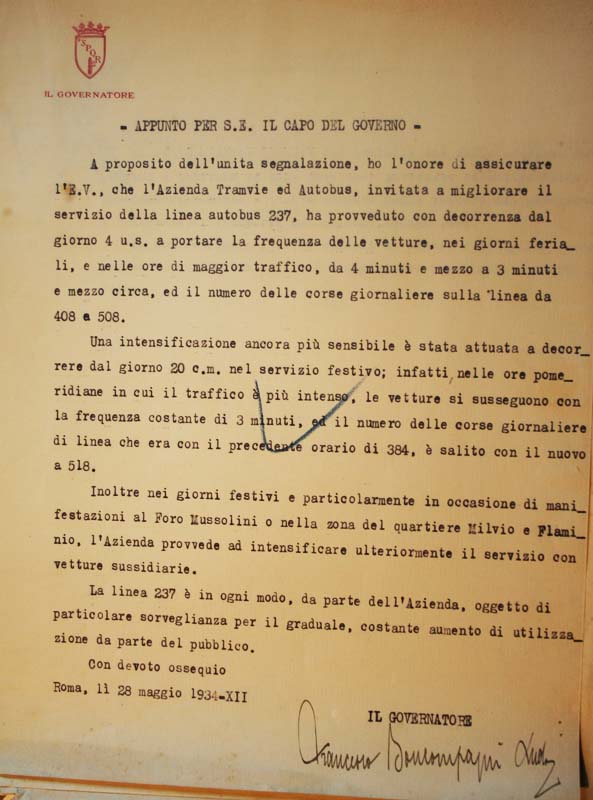 SPQR
IL GOVERNATORE
- APPUNTO PER S.E. IL CAPO DEL GOVERNO -
A proposito dell'unita segnalazione, ho l'onore di assicurare
l'E.V., che l'Azienda Tramvie ed Autobus, invitata a migliorare il
servizio della linea autobus 237, ha provveduto con decorrenza dal
giorno 4 u.s. a portare la frequenza delle vetture, nei giorni feria_
li, e nelle ore di maggior traffico, da 4 minuti e mezzo a 3 minuti
e mezzo circa, ed il numero delle corse giornaliere sulla linea da
408 a 508.
Una intensificazione ancora più sensibile è stata attuata a decor_
rere dal giorno 20 c.m. nel servizio festivo; infatti, nelle ore pome_
ridiane in cui il traffico è più intenso, le vetture si susseguono con
la frequenza costante di 3 minuti, ed il numero delle corse giornaliere
di linea che era con il precedente orario di 384, è salito con il nuovo
a 518.
Inoltre nei giorni festivi e particolarmente in occasione di mani_
festazioni al Foro Mussolini o nella zona del quartiere Milvio e Flami_
nio, l'Azienda provvede ad intensificare ulteriormente il servizio con
vetture sussidiarie.
La linea 237 è in ogni modo, da parte dell'Azienda, oggetto di
particolare sorveglianza per il graduale, costante aumento di utilizza_
zione da parte del pubblico.
Con devoto ossequio
Roma, lì 28 maggio 1934-XII
IL GOVERNATORE
Francesco Boncompagni Ludovisi